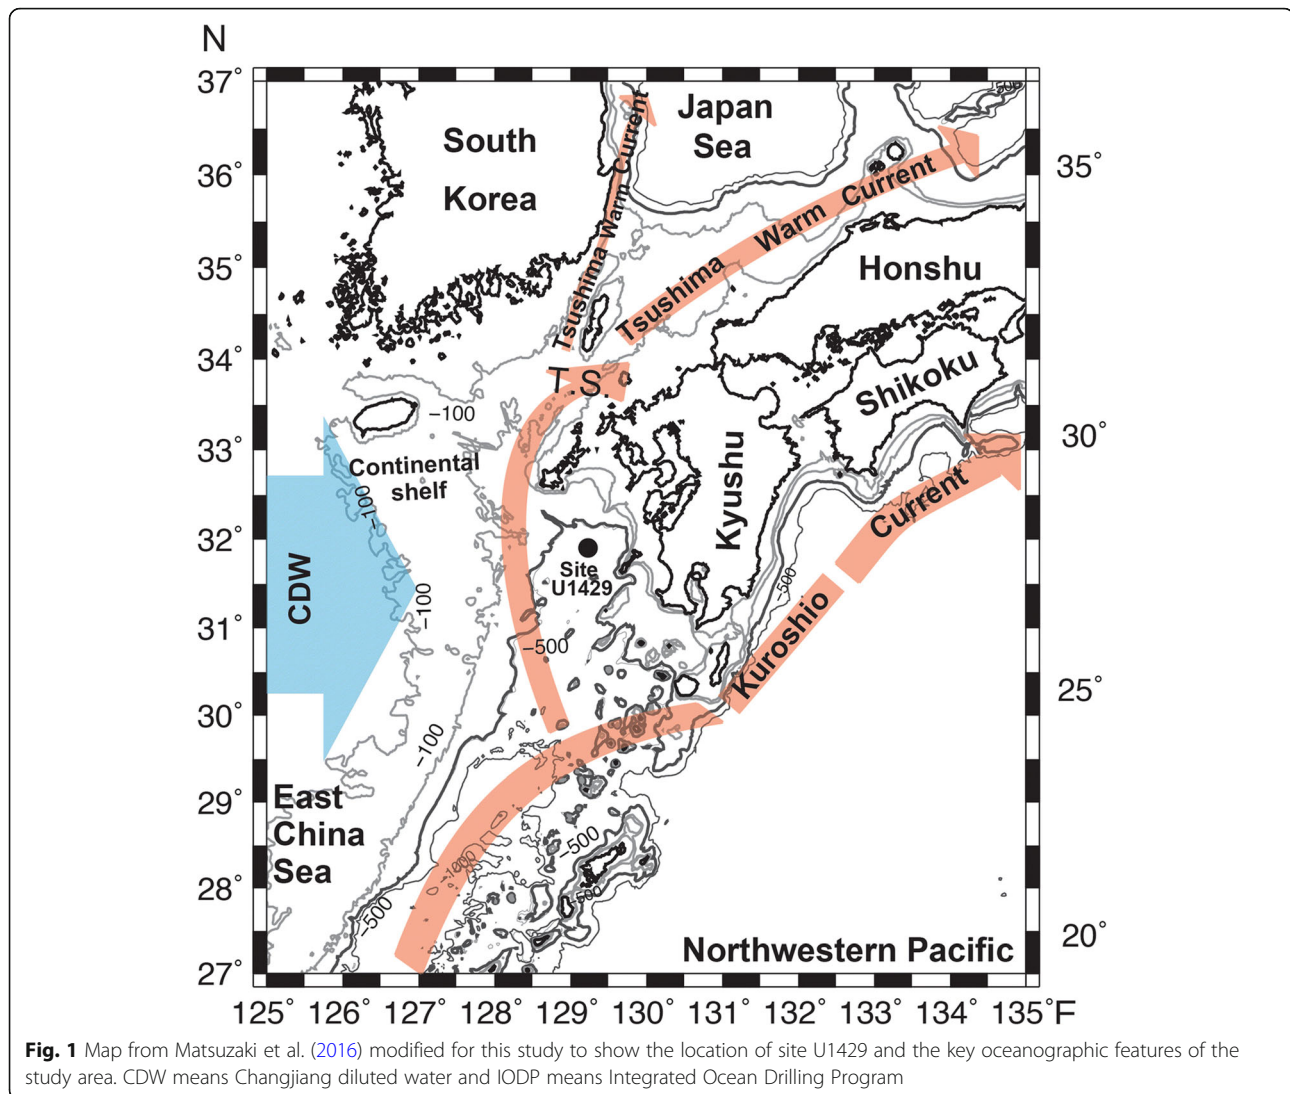 N
37°
36°
35°
34°
33°
32°
31°
30°
29°
28°
27°
35°
30°
25°
20°
South
Korea
Japan
Sea
-500
Tsushima Warm Current
Tsushima Warm Current
Honshu
Shikoku
T.S.
-100
Continental
shelf
-100
CDW
-100
Kyushu
Site
U1429
-500
-500
Kuroshio Current
-100
East
China
Sea
-1000
-500
-500
-500
Northwestern Pacific
125° 126° 127° 128° 129° 130° 131° 132° 133° 134° 135° E
Fig. 1 Map from Matsuzaki et al. (2016) modified for this study to show the location of site U1429 and the key oceanographic features of the
study area. CDW means Changjiang diluted water and IODP means Integrated Ocean Drilling Program